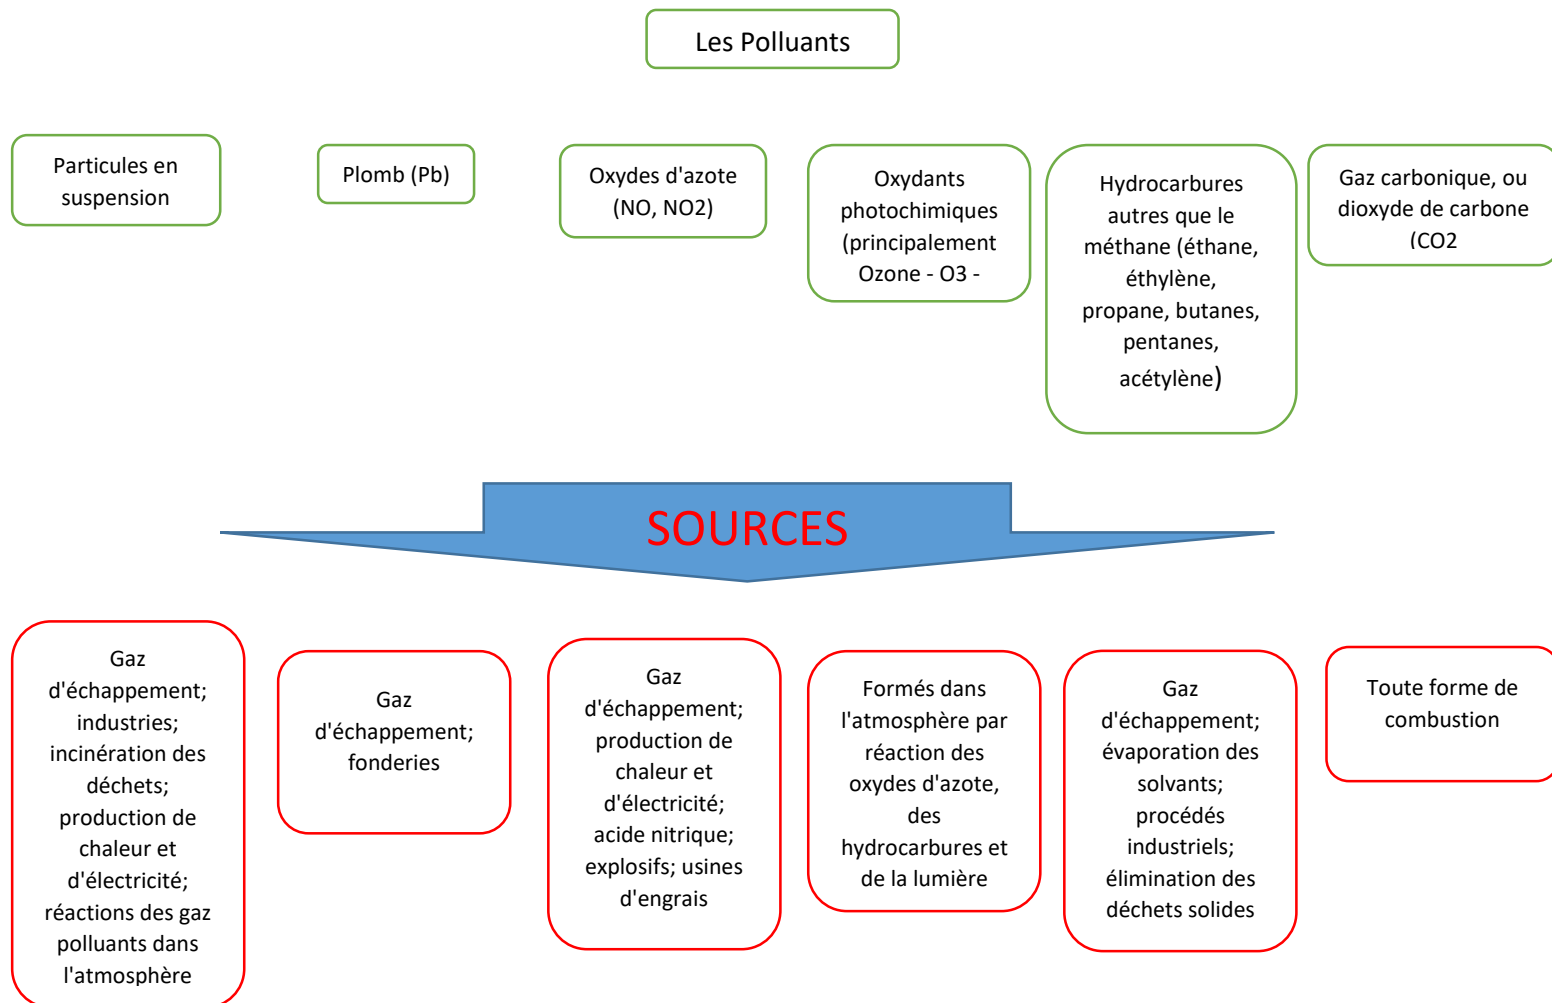 Les Polluants
Particules en
suspension
Plomb (Pb)
Oxydes d'azote
(NO, NO2)
Oxydants
photochimiques
(principalement
Ozone - O3 -
Hydrocarbures
autres que le
méthane (éthane,
éthylène,
propane, butanes,
pentanes,
acétylène)
Gaz carbonique, ou
dioxyde de carbone
(CO2
SOURCES
Gaz
d'échappement;
industries;
incinération des
déchets;
production de
chaleur et
d'électricité;
réactions des gaz
polluants dans
l'atmosphère
Gaz
d'échappement;
fonderies
Gaz
d'échappement;
production de
chaleur et
d'électricité;
acide nitrique;
explosifs; usines
d'engrais
Formés dans
l'atmosphère par
réaction des
oxydes d'azote,
des
hydrocarbures et
de la lumière
Gaz
d'échappement;
évaporation des
solvants;
procédés
industriels;
élimination des
déchets solides
Toute forme de
combustion